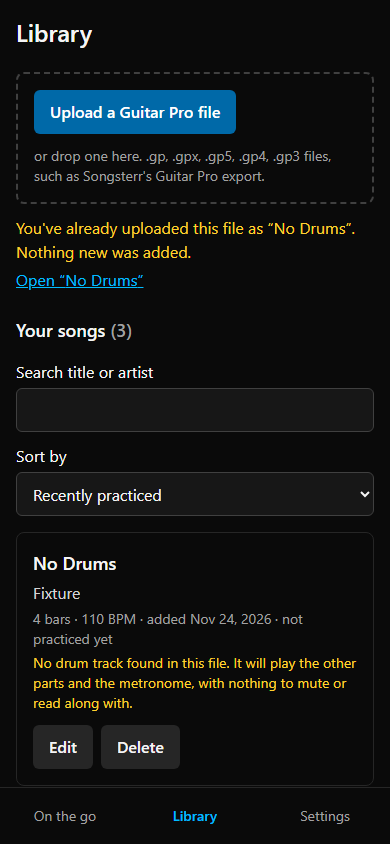 Library
Upload a Guitar Pro file
or drop one here. .gp, .gpx, .gp5, .gp4, .gp3 files,
such as Songsterr's Guitar Pro export.
You've already uploaded this file as “No Drums”.
Nothing new was added.
Open “No Drums”
Your songs (3)
Search title or artist
Sort by
Recently practiced
No Drums
Fixture
4 bars · 110 BPM · added Nov 24, 2026 · not
practiced yet
No drum track found in this file. It will play the other
parts and the metronome, with nothing to mute or
read along with.
Edit Delete
On the go Library Settings